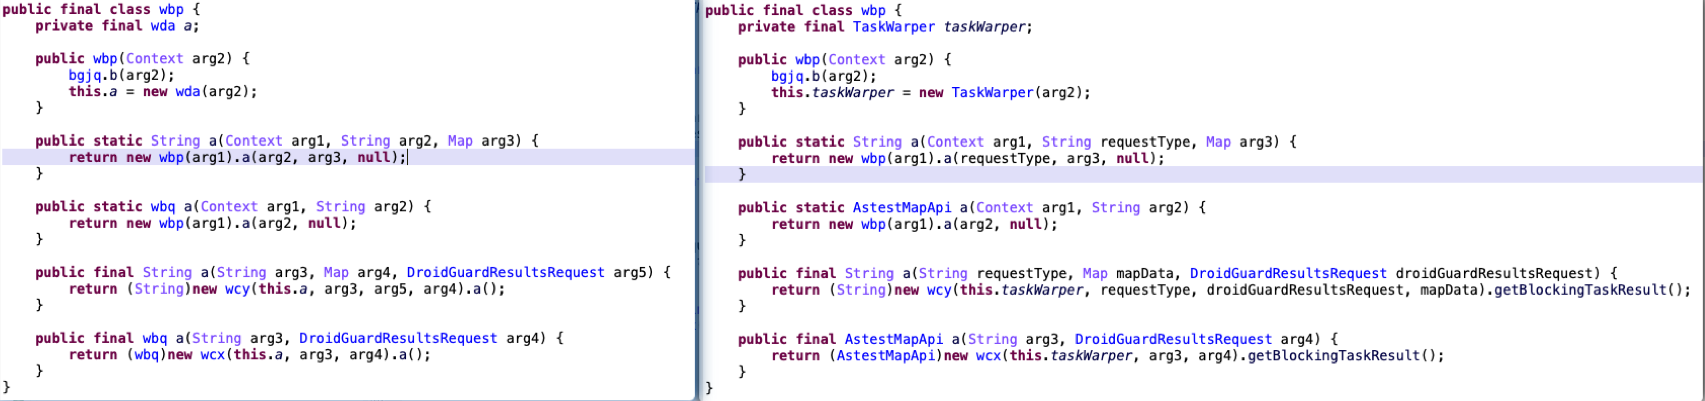 public final class wbp {
    private final wda a;

    public wbp(Context arg2) {
        bgjq.b(arg2);
        this.a = new wda(arg2);
    }

    public static String a(Context arg1, String arg2, Map arg3) {
        return new wbp(arg1).a(arg2, arg3, null);
    }

    public static wbq a(Context arg1, String arg2) {
        return new wbp(arg1).a(arg2, null);
    }

    public final String a(String arg3, Map arg4, DroidGuardResultsRequest arg5) {
        return (String)new wcy(this.a, arg3, arg5, arg4).a();
    }

    public final wbq a(String arg3, DroidGuardResultsRequest arg4) {
        return (wbq)new wcx(this.a, arg3, arg4).a();
    }
}
public final class wbp {
    private final TaskWarper taskWarper;

    public wbp(Context arg2) {
        bgjq.b(arg2);
        this.taskWarper = new TaskWarper(arg2);
    }

    public static String a(Context arg1, String requestType, Map arg3) {
        return new wbp(arg1).a(requestType, arg3, null);
    }

    public static AstestMapApi a(Context arg1, String arg2) {
        return new wbp(arg1).a(arg2, null);
    }

    public final String a(String requestType, Map mapData, DroidGuardResultsRequest droidGuardResultsRequest) {
        return (String)new wcy(this.taskWarper, requestType, droidGuardResultsRequest, mapData).getBlockingTaskResult();
    }

    public final AstestMapApi a(String arg3, DroidGuardResultsRequest arg4) {
        return (AstestMapApi)new wcx(this.taskWarper, arg3, arg4).getBlockingTaskResult();
    }
}